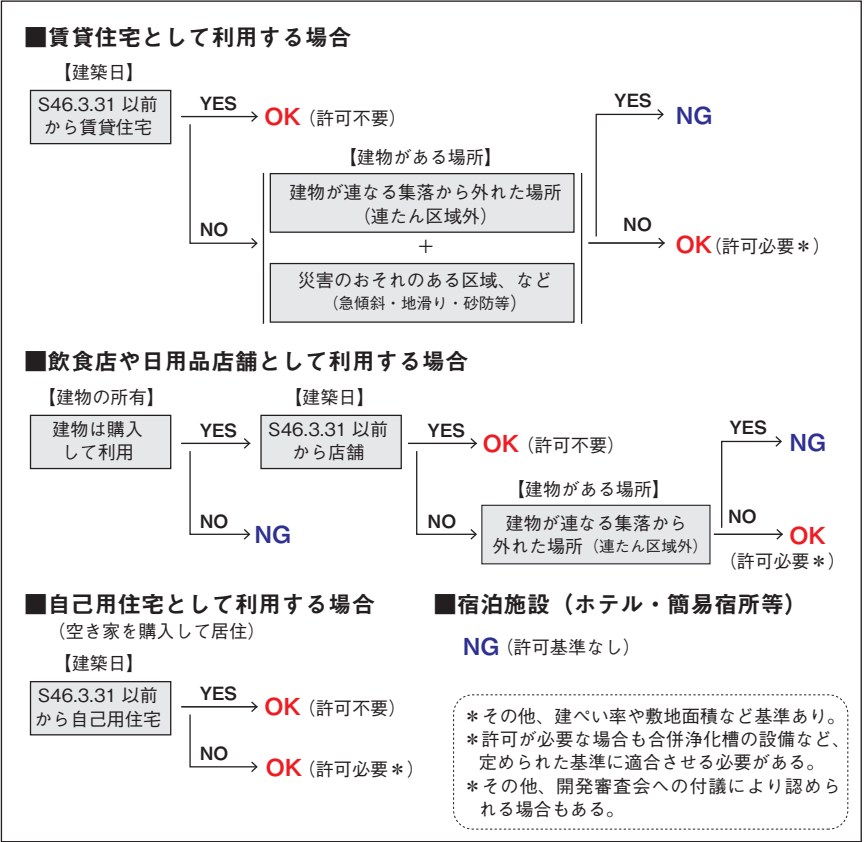 ■賃貸住宅として利用する場合
【建築日】
S46.3.31 以前
から賃貸住宅
YES
OK（許可不要）
NO
【建物がある場所】
建物が連なる集落から外れた場所
（連たん区域外）
＋
災害のおそれのある区域、など
（急傾斜・地滑り・砂防等）
YES
NG
NO
OK（許可必要＊）
■飲食店や日用品店舗として利用する場合
【建物の所有】
建物は購入
して利用
YES
NO
NG
【建築日】
S46.3.31 以前
から店舗
YES
OK（許可不要）
NO
【建物がある場所】
建物が連なる集落から
外れた場所（連たん区域外）
YES
NG
NO
OK
（許可必要＊）
■自己用住宅として利用する場合
（空き家を購入して居住）
【建築日】
S46.3.31 以前
から自己用住宅
YES
OK（許可不要）
NO
OK（許可必要＊）
■宿泊施設（ホテル・簡易宿所等）
NG（許可基準なし）
＊その他、建ぺい率や敷地面積など基準あり。
＊許可が必要な場合も合併浄化槽の設備など、
定められた基準に適合させる必要がある。
＊その他、開発審査会への付議により認めら
れる場合もある。